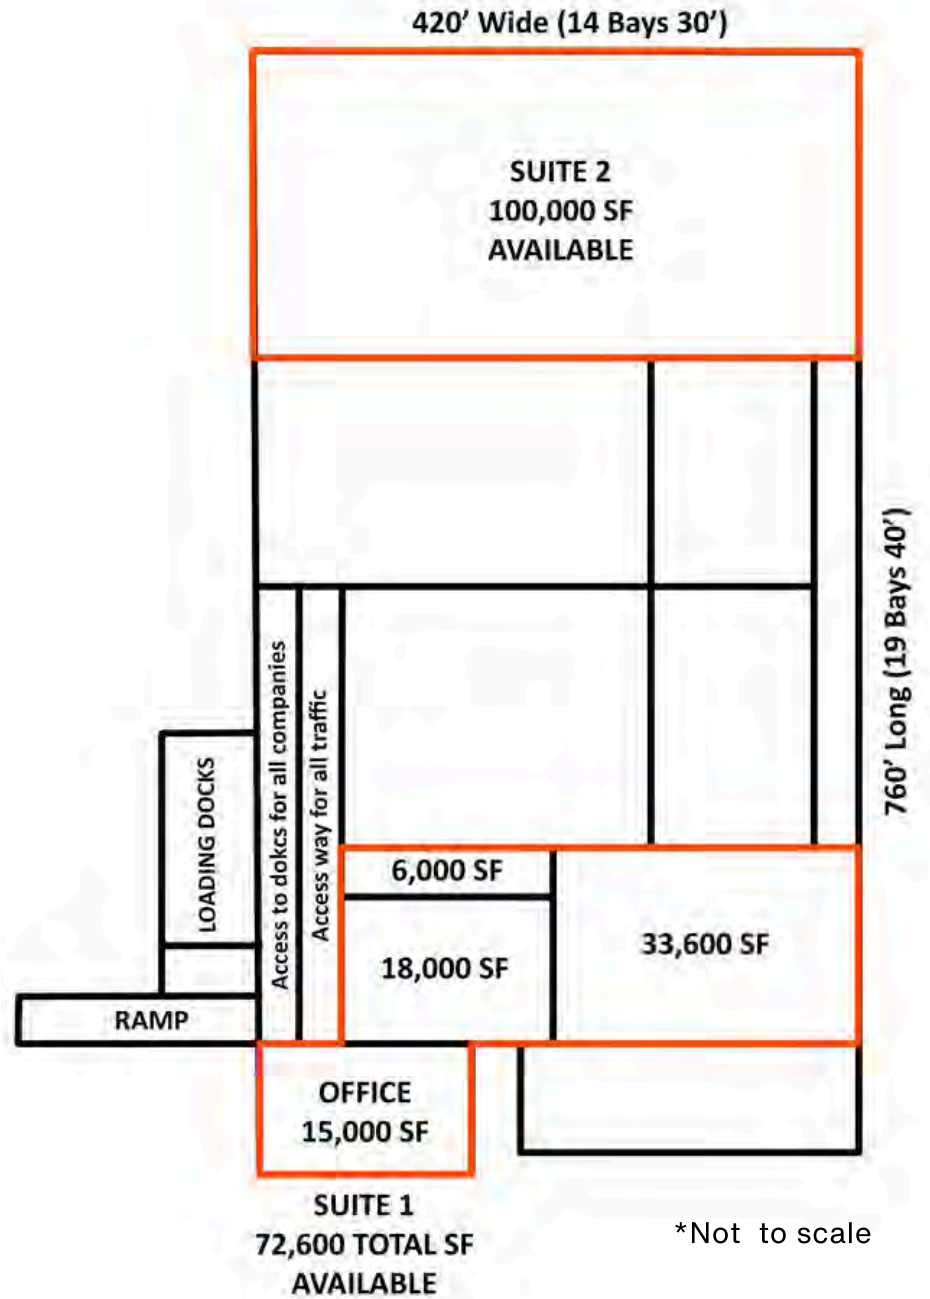 420’ Wide (14 Bays 30’)
SUITE 2
100,000 SF
AVAILABLE
760’ Long (19 Bays 40’)
Access to dokcs for all companies
Access way for all traffic
LOADING DOCKS
6,000 SF
18,000 SF
33,600 SF
RAMP
OFFICE
15,000 SF
SUITE 1
72,600 TOTAL SF
AVAILABLE
*Not to scale